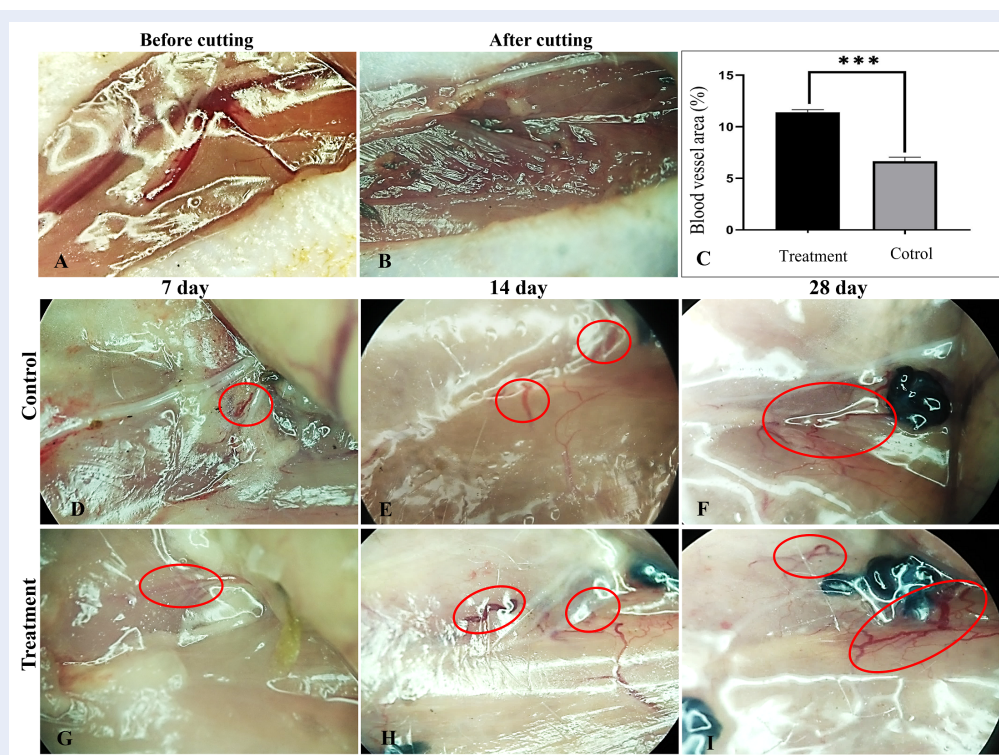 Before cutting
After cutting
A
B
15
10
5
0
Blood vessel area (%)
***
Treatment
Cotrol
C
7 day
14 day
28 day
Control
D
E
F
Treatment
G
H
I